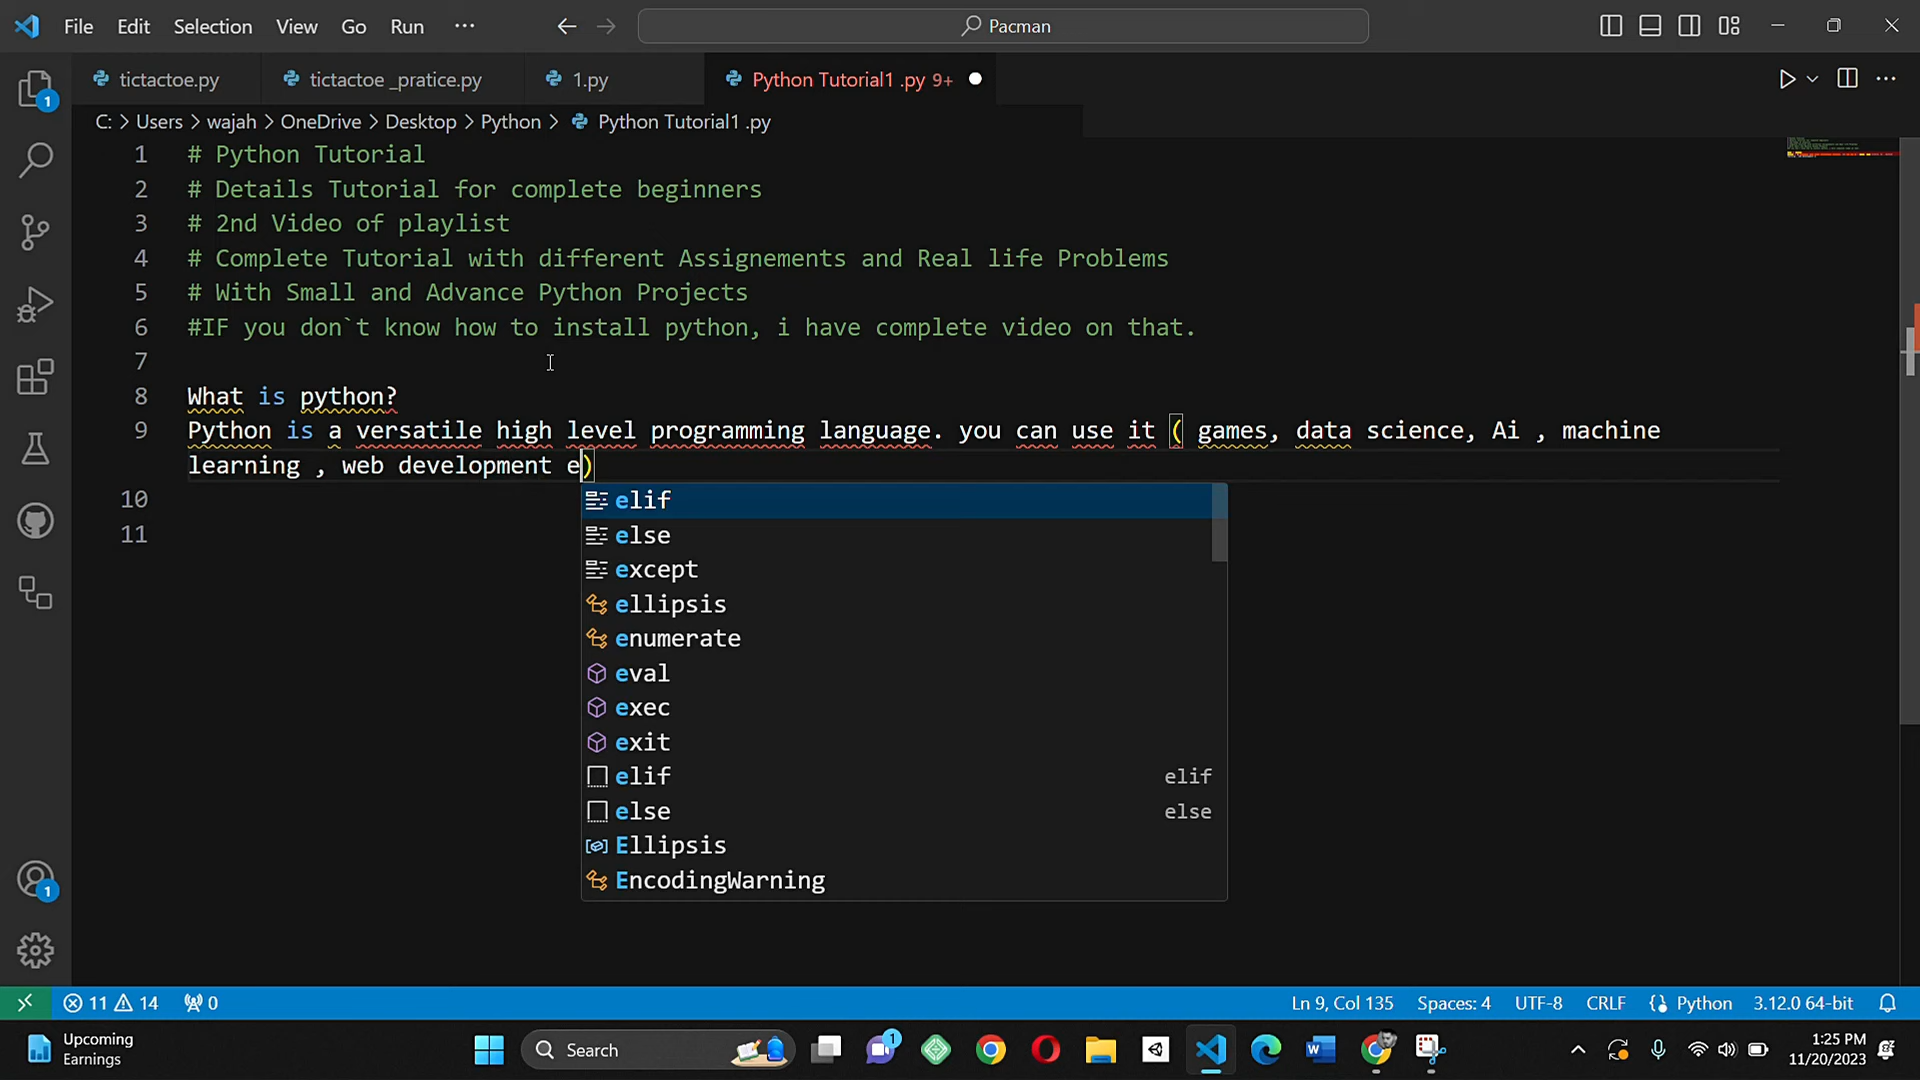 File Edit Selection View Go Run ... Pacman
tictactoe.py tictactoe _pratice.py 1.py Python Tutorial1 .py 9+
C: > Users > wajah > OneDrive > Desktop > Python > Python Tutorial1 .py
1 # Python Tutorial
2 # Details Tutorial for complete beginners
3 # 2nd Video of playlist
4 # Complete Tutorial with different Assignements and Real life Problems
5 # With Small and Advance Python Projects
6 #IF you don`t know how to install python, i have complete video on that.
7
8 What is python?
9 Python is a versatile high level programming language. you can use it ( games, data science, Ai , machine
learning , web development e)
10
11
elif
else
except
ellipsis
enumerate
eval
exec
exit
elif elif
else else
Ellipsis
EncodingWarning
1
1
11 14 0 Ln 9, Col 135 Spaces: 4 UTF-8 CRLF Python 3.12.0 64-bit
Upcoming
Earnings
Search
1
1:25 PM
11/20/2023